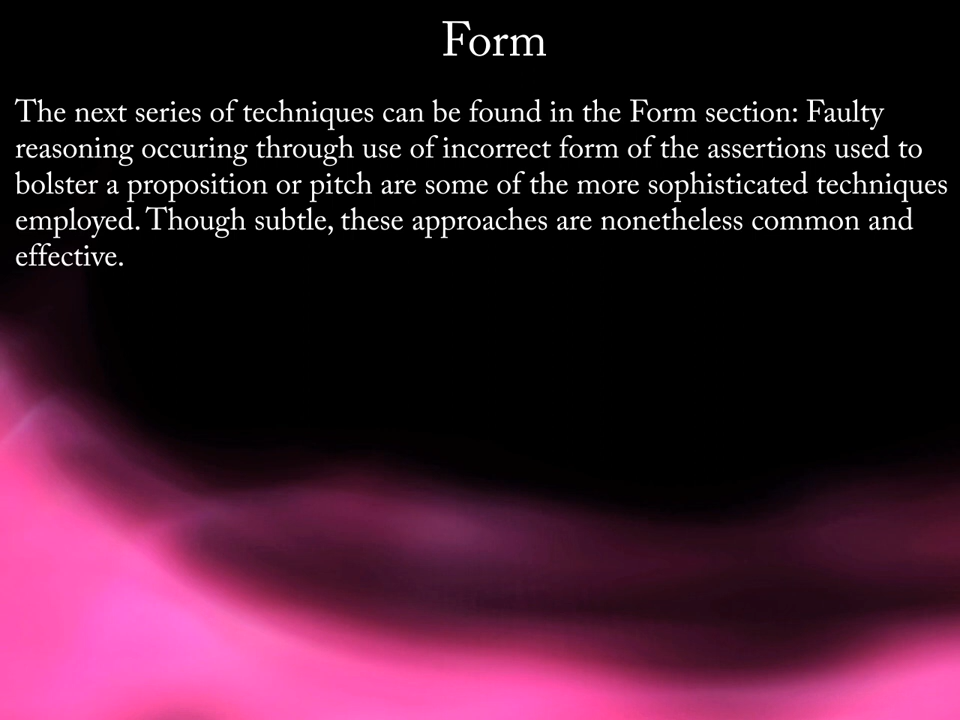 Form
The next series of techniques can be found in the Form section: Faulty
reasoning occuring through use of incorrect form of the assertions used to
bolster a proposition or pitch are some of the more sophisticated techniques
employed. Though subtle, these approaches are nonetheless common and
effective.